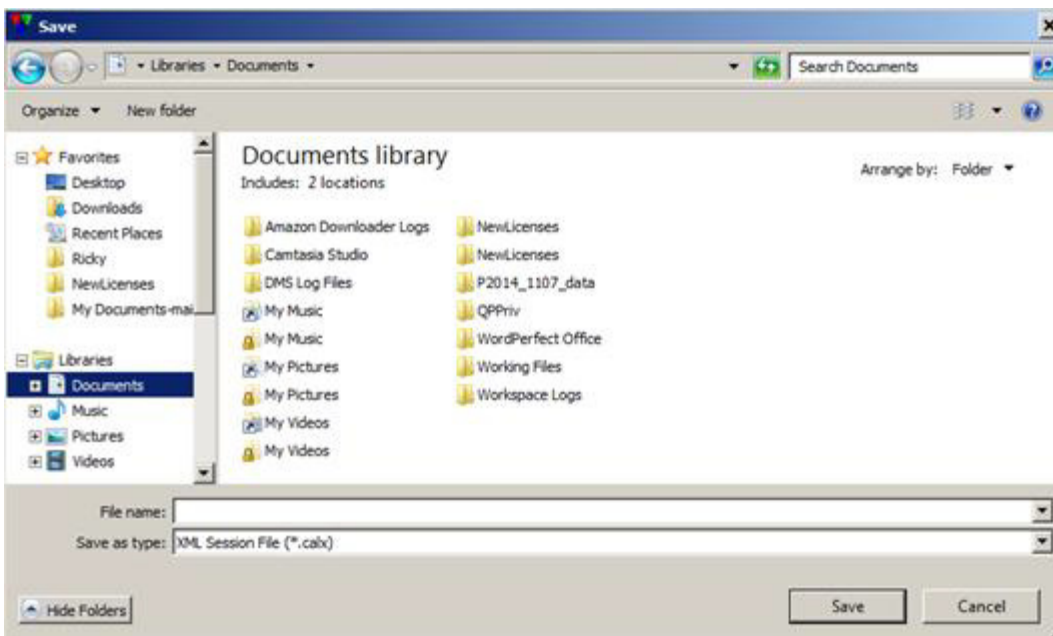 Save
Libraries Documents
Search Documents
Organize New folder
Favorites
Desktop
Downloads
Recent Places
Ricky
NewLicenses
My Documents-mai
Libraries
Documents
Music
Pictures
Videos
Documents library
Includes: 2 locations
Arrange by: Folder
Amazon Downloader Logs
Camtasia Studio
DMS Log Files
My Music
My Music
My Pictures
My Pictures
My Videos
My Videos
NewLicenses
NewLicenses
P2014_1107_data
QPPriv
WordPerfect Office
Working Files
Workspace Logs
File name:
Save as type: XML Session File (*.calx)
Hide Folders
Save
Cancel